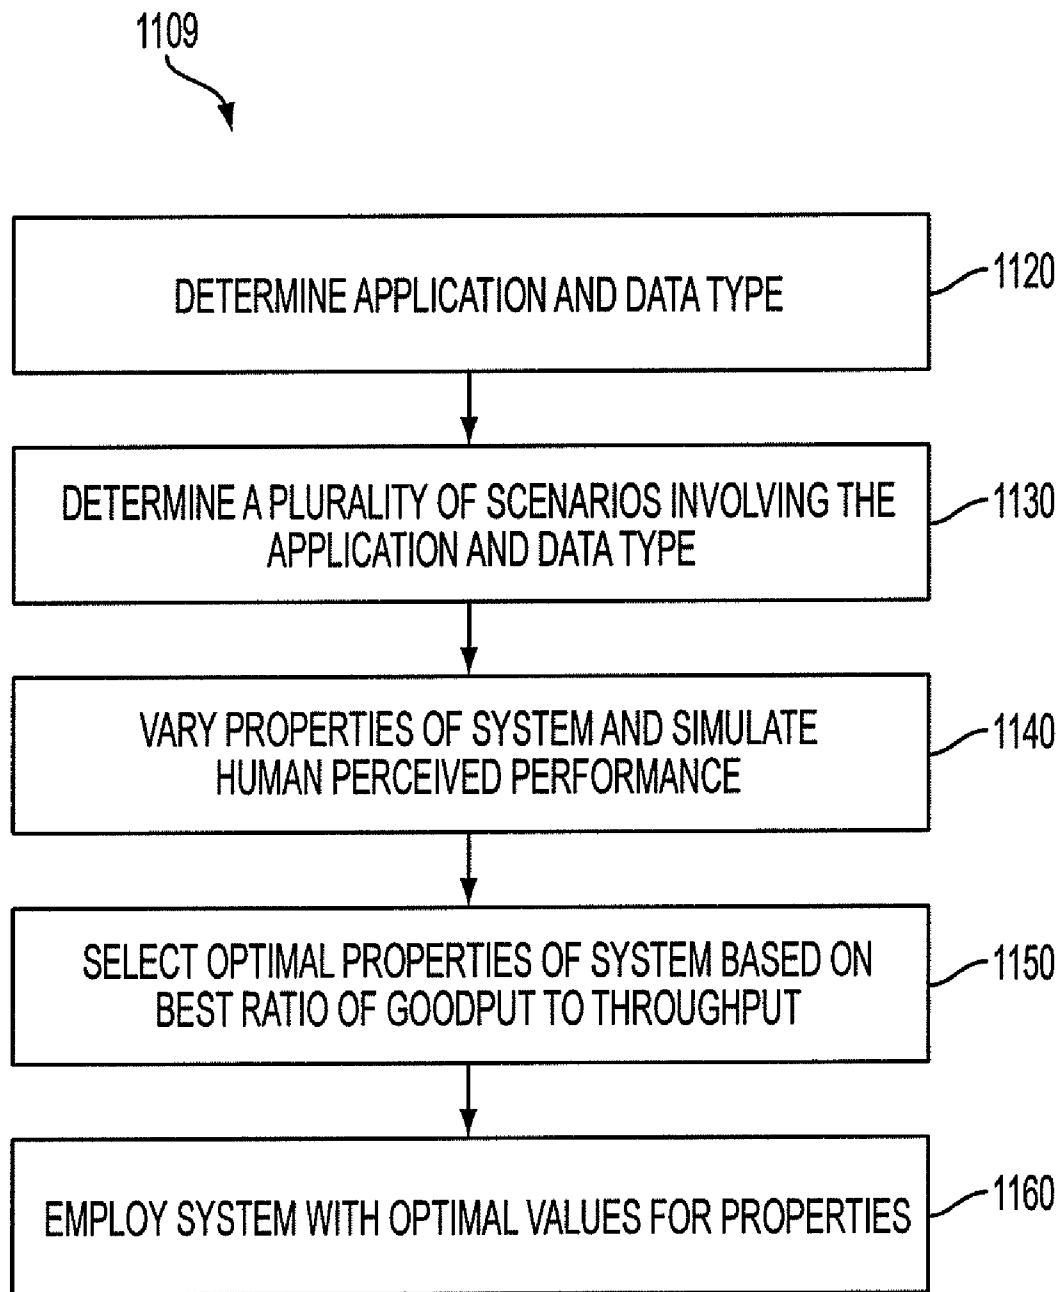 1109
DETERMINE APPLICATION AND DATA TYPE
1120
DETERMINE A PLURALITY OF SCENARIOS INVOLVING THE
APPLICATION AND DATA TYPE
1130
VARY PROPERTIES OF SYSTEM AND SIMULATE
HUMAN PERCEIVED PERFORMANCE
1140
SELECT OPTIMAL PROPERTIES OF SYSTEM BASED ON
BEST RATIO OF GOODPUT TO THROUGHPUT
1150
EMPLOY SYSTEM WITH OPTIMAL VALUES FOR PROPERTIES
1160